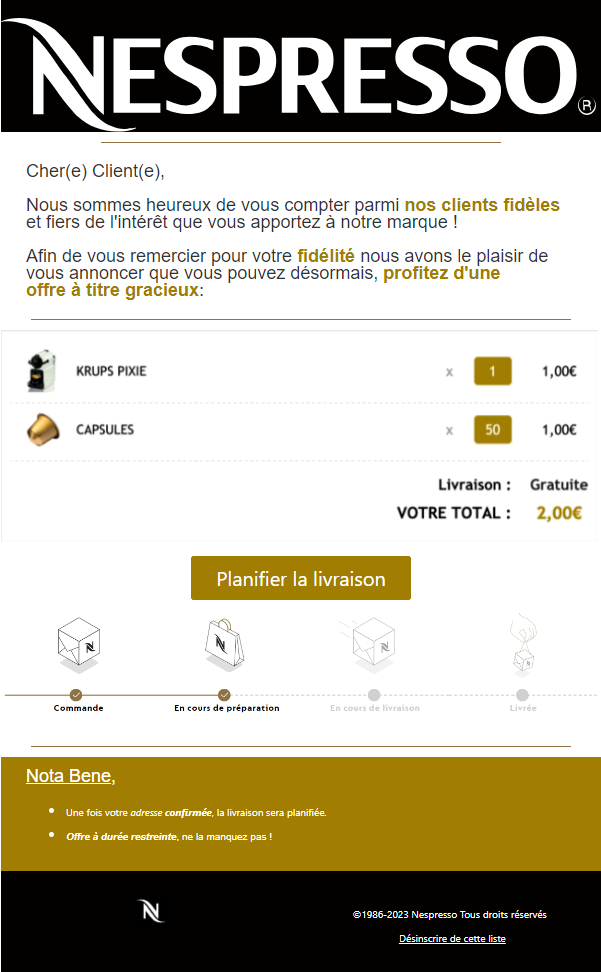 NESPRESSO®
Cher(e) Client(e),
Nous sommes heureux de vous compter parmi nos clients fidèles
et fiers de l'intérêt que vous apportez à notre marque !
Afin de vous remercier pour votre fidélité nous avons le plaisir de
vous annoncer que vous pouvez désormais, profitez d'une
offre à titre gracieux:
KRUPS PIXIE x 1 1,00€
CAPSULES x 50 1,00€
Livraison : Gratuite
VOTRE TOTAL : 2,00€
Planifier la livraison
Commande En cours de préparation En cours de livraison Livrée
Nota Bene,
• Une fois votre adresse confirmée, la livraison sera planifiée.
• Offre à durée restreinte, ne la manquez pas !
N
©1986-2023 Nespresso Tous droits réservés
Désinscrire de cette liste